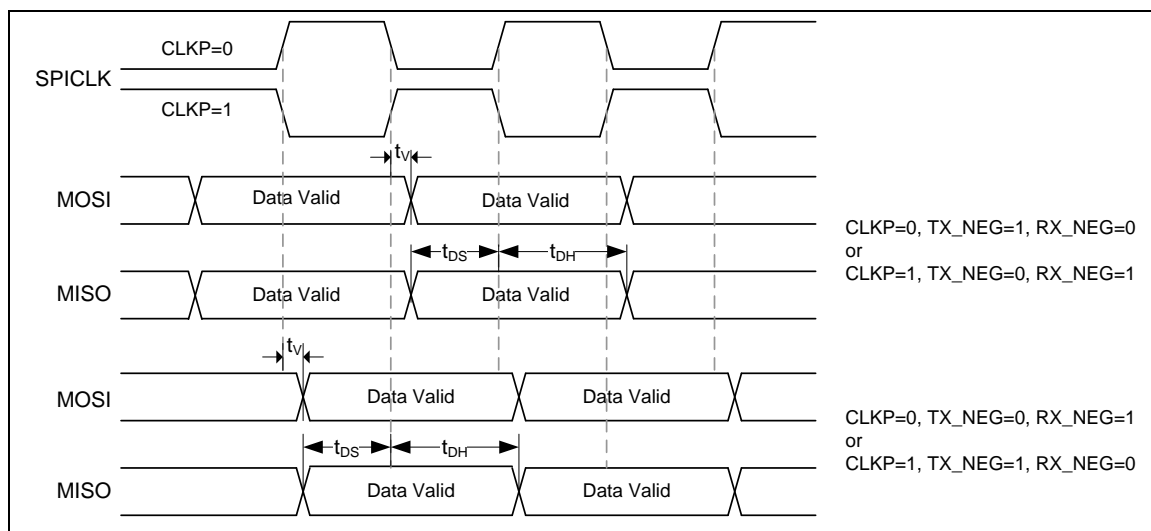 CLKP=0
SPICLK
CLKP=1
tV
MOSI Data Valid Data Valid
CLKP=0, TX_NEG=1, RX_NEG=0
or
CLKP=1, TX_NEG=0, RX_NEG=1
tDS tDH
MISO Data Valid Data Valid
tV
MOSI Data Valid Data Valid
CLKP=0, TX_NEG=0, RX_NEG=1
or
CLKP=1, TX_NEG=1, RX_NEG=0
tDS tDH
MISO Data Valid Data Valid